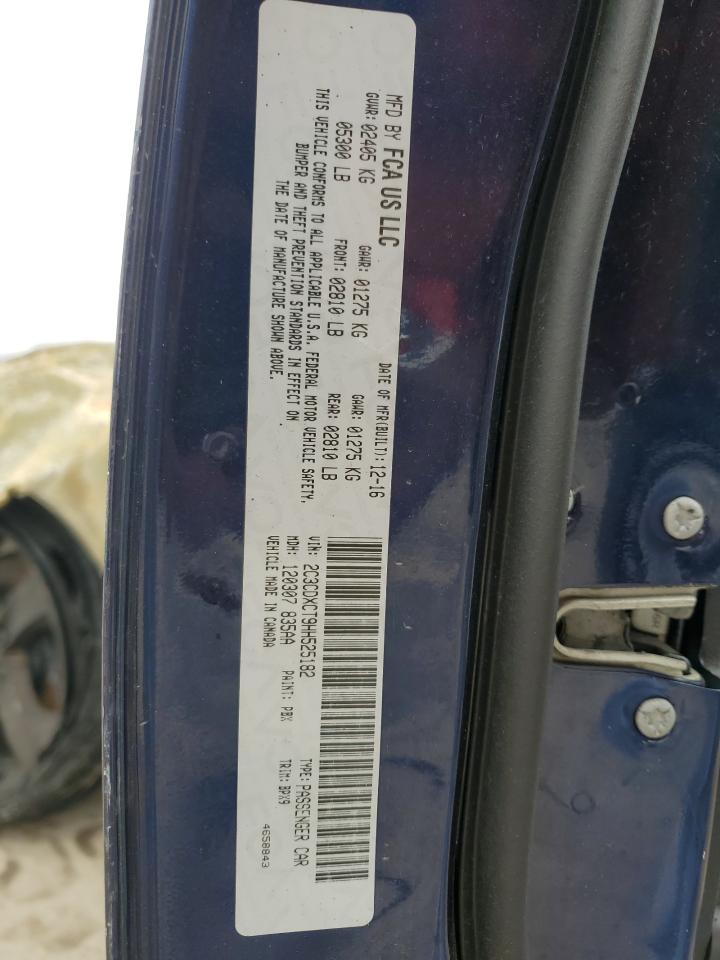 MFD BY FCA US LLC
DATE OF MFR(BUILT): 12-16
GVWR: 02405 KG GAWR: 01275 KG GAWR: 01275 KG
05300 LB FRONT: 02810 LB REAR: 02810 LB
THIS VEHICLE CONFORMS TO ALL APPLICABLE U.S.A. FEDERAL MOTOR VEHICLE SAFETY,
BUMPER AND THEFT PREVENTION STANDARDS IN EFFECT ON
THE DATE OF MANUFACTURE SHOWN ABOVE.
VIN: 2C3CDXCT9HH525182 TYPE: PASSENGER CAR
MDH: 120307 835AA PAINT: PBX TRIM: BPX9
VEHICLE MADE IN CANADA 4658843